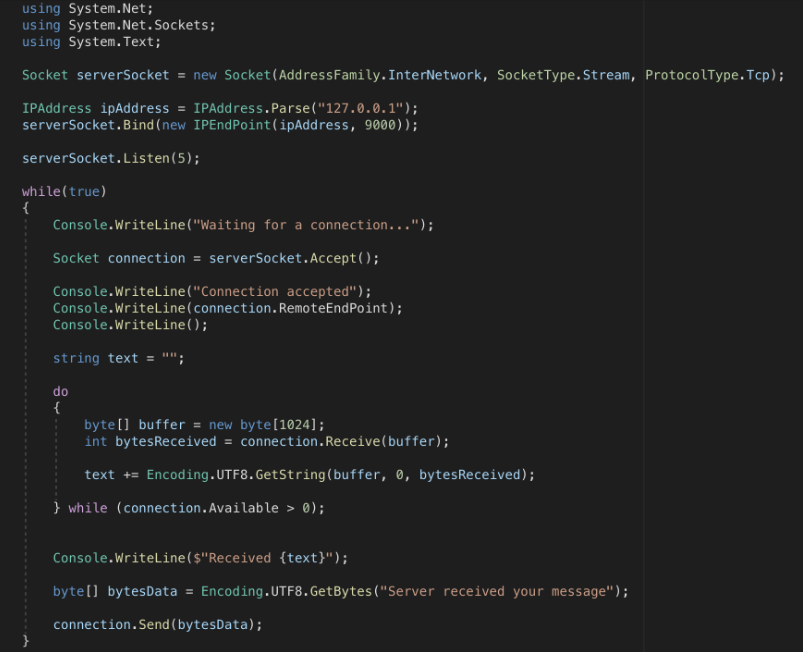 using System.Net;
using System.Net.Sockets;
using System.Text;
Socket serverSocket = new Socket(AddressFamily.InterNetwork, SocketType.Stream, ProtocolType.Tcp);
IPAddress ipAddress = IPAddress.Parse("127.0.0.1");
serverSocket.Bind(new IPEndPoint(ipAddress, 9000));
serverSocket.Listen(5);
while(true)
{
    Console.WriteLine("Waiting for a connection...");
    Socket connection = serverSocket.Accept();
    Console.WriteLine("Connection accepted");
    Console.WriteLine(connection.RemoteEndPoint);
    Console.WriteLine();
    string text = "";
    do
    {
        byte[] buffer = new byte[1024];
        int bytesReceived = connection.Receive(buffer);
        text += Encoding.UTF8.GetString(buffer, 0, bytesReceived);
    } while (connection.Available > 0);
    Console.WriteLine($"Received {text}");
    byte[] bytesData = Encoding.UTF8.GetBytes("Server received your message");
    connection.Send(bytesData);
}